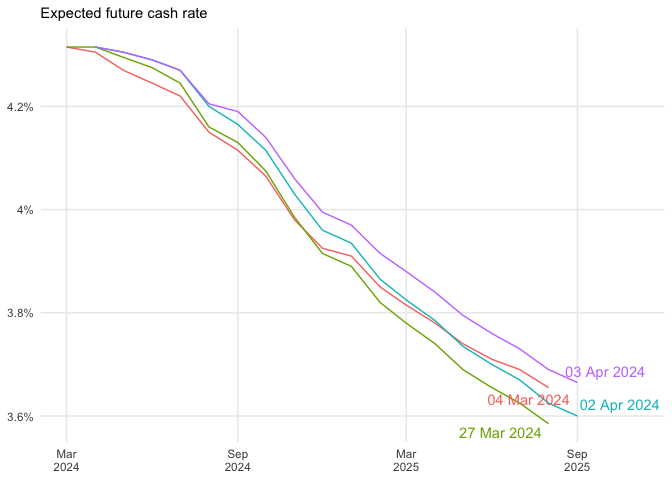 Expected future cash rate
4.2%
4%
3.8%
3.6%
03 Apr 2024
04 Mar 2024
02 Apr 2024
27 Mar 2024
Mar
2024
Sep
2024
Mar
2025
Sep
2025